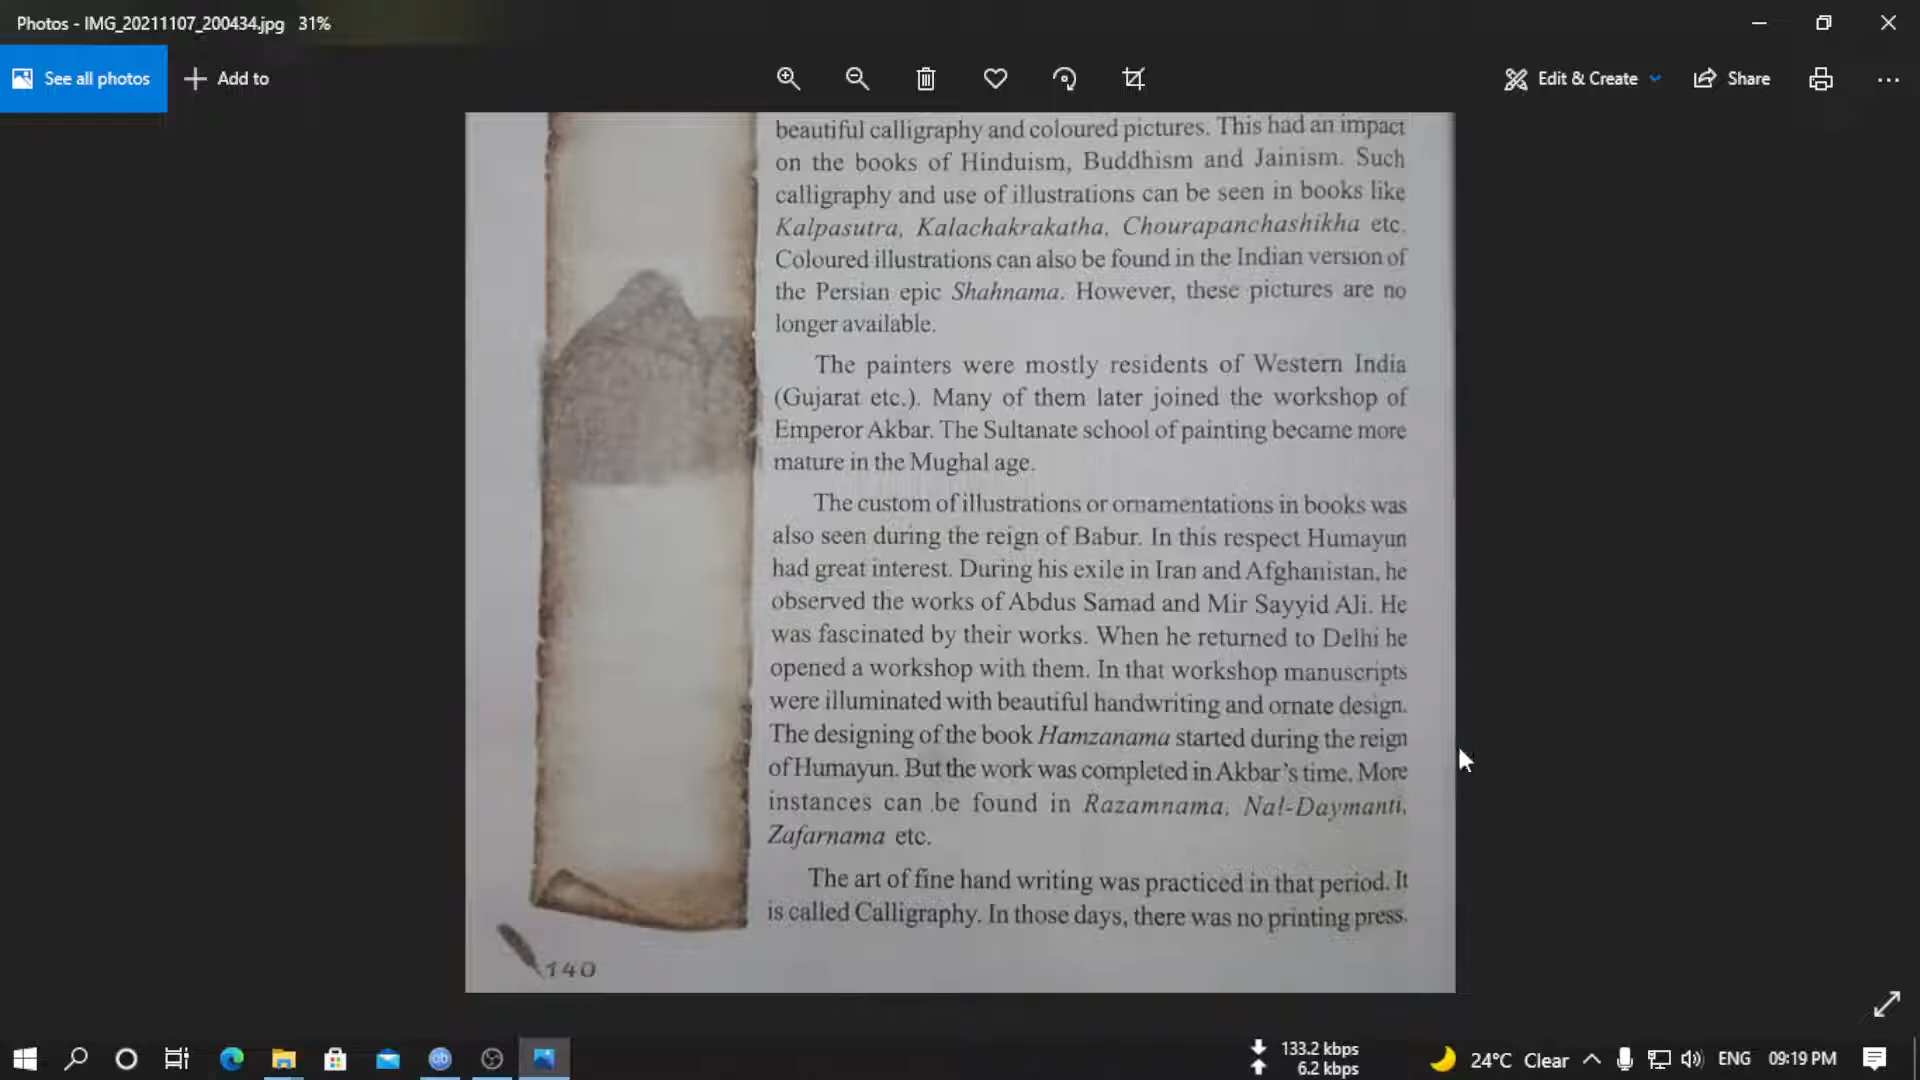 Photos - IMG_20211107_200434.jpg 31%
See all photos
Add to
Edit & Create
Share
beautiful calligraphy and coloured pictures. This had an impact
on the books of Hinduism, Buddhism and Jainism. Such
calligraphy and use of illustrations can be seen in books like
Kalpasutra, Kalachakrakatha, Chourapanchashikha etc.
Coloured illustrations can also be found in the Indian version of
the Persian epic Shahnama. However, these pictures are no
longer available.
The painters were mostly residents of Western India
(Gujarat etc.). Many of them later joined the workshop of
Emperor Akbar. The Sultanate school of painting became more
mature in the Mughal age.
The custom of illustrations or ornamentations in books was
also seen during the reign of Babur. In this respect Humayun
had great interest. During his exile in Iran and Afghanistan, he
observed the works of Abdus Samad and Mir Sayyid Ali. He
was fascinated by their works. When he returned to Delhi he
opened a workshop with them. In that workshop manuscripts
were illuminated with beautiful handwriting and ornate design.
The designing of the book Hamzanama started during the reign
of Humayun. But the work was completed in Akbar's time. More
instances can be found in Razamnama, Nal-Daymanti,
Zafarnama etc.
The art of fine hand writing was practiced in that period. It
is called Calligraphy. In those days, there was no printing press.
140
133.2 kbps
6.2 kbps
24°C Clear
ENG
09:19 PM